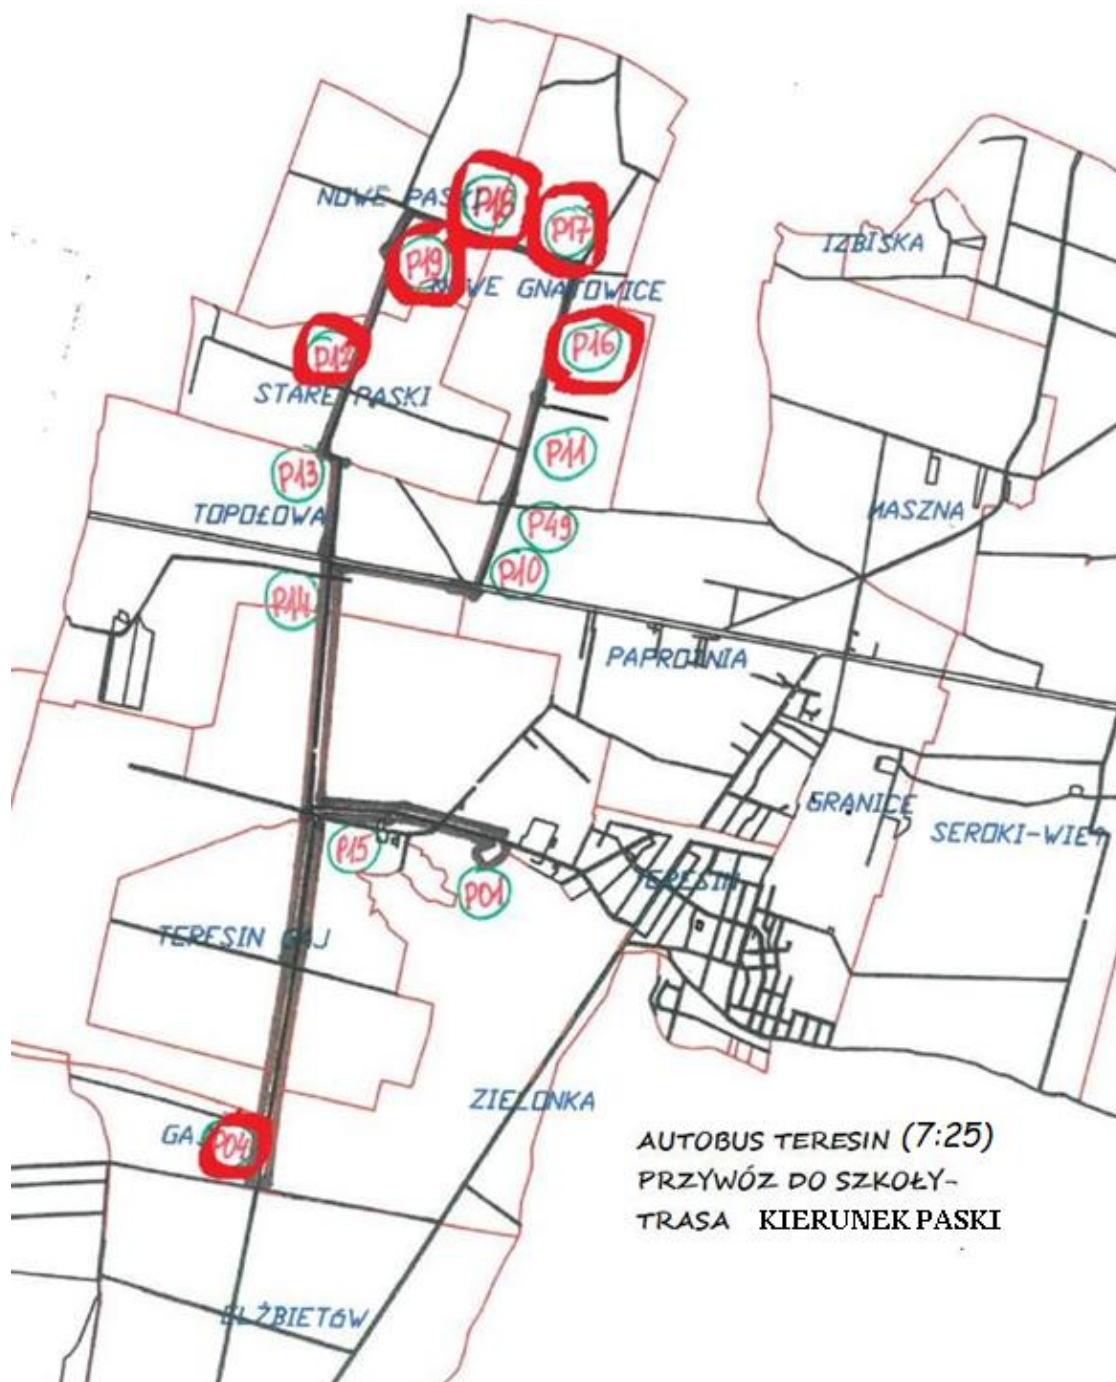 NOWE PASKI
P18
P17
IZBISKA
P19
NOWE GNATOWICE
P12
P16
STARE PASKI
P11
P13
TOPOŁOWA
MASZNA
P49
P10
P14
PAPROTNIA
GRANICE
SEROKI-WIEŚ
P15
P01
TERESIN
TERESIN GAJ
ZIELONKA
GAJ
P04
AUTOBUS TERESIN (7:25)
PRZYWÓZ DO SZKOŁY-
TRASA KIERUNEK PASKI
ELŻBIETÓW